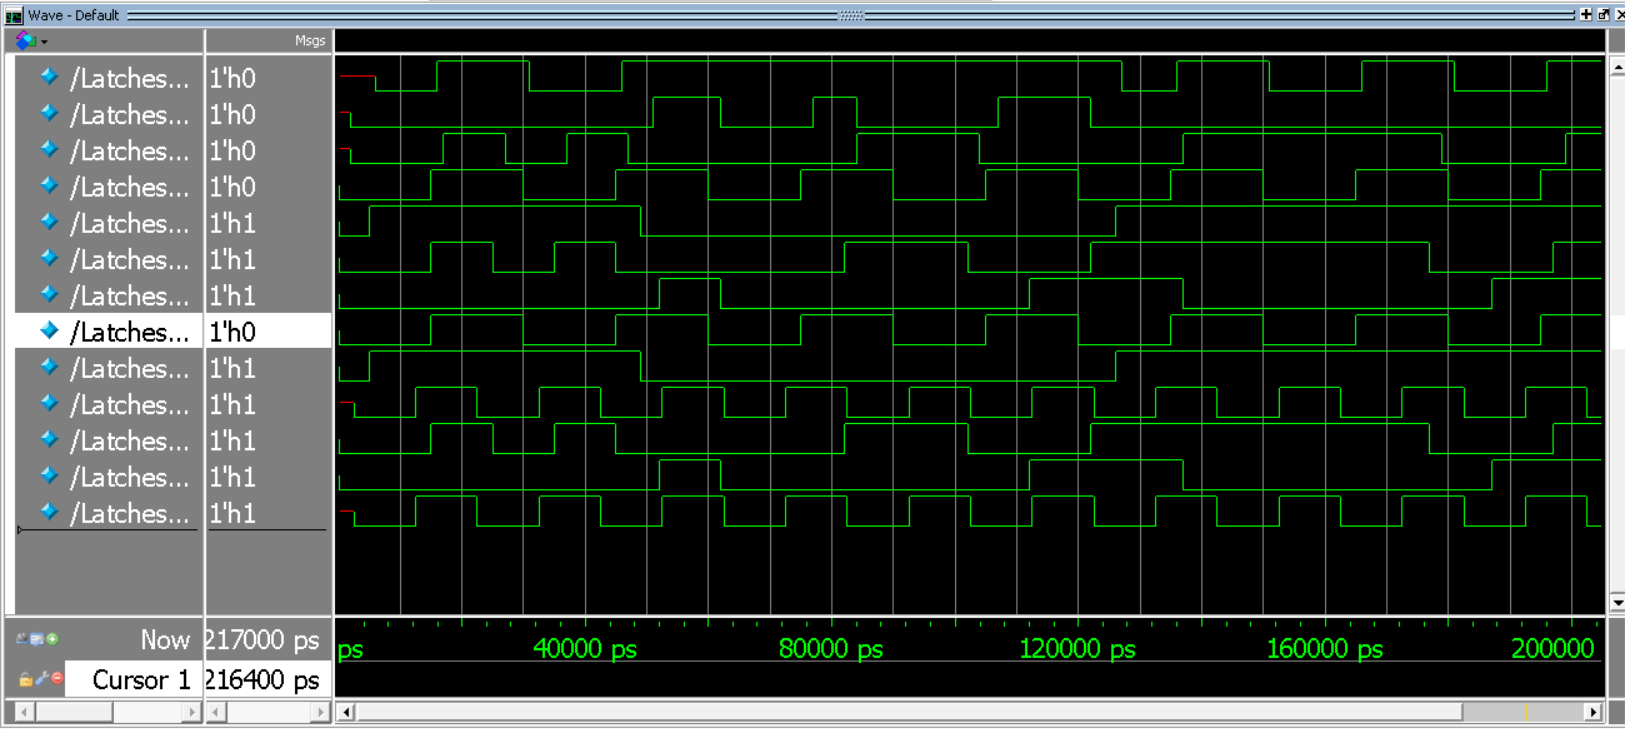 Wave - Default
Msgs
/Latches... 1'h0
/Latches... 1'h0
/Latches... 1'h0
/Latches... 1'h0
/Latches... 1'h1
/Latches... 1'h1
/Latches... 1'h1
/Latches... 1'h0
/Latches... 1'h1
/Latches... 1'h1
/Latches... 1'h1
/Latches... 1'h1
/Latches... 1'h1
Now 217000 ps ps 40000 ps 80000 ps 120000 ps 160000 ps 200000
Cursor 1 216400 ps